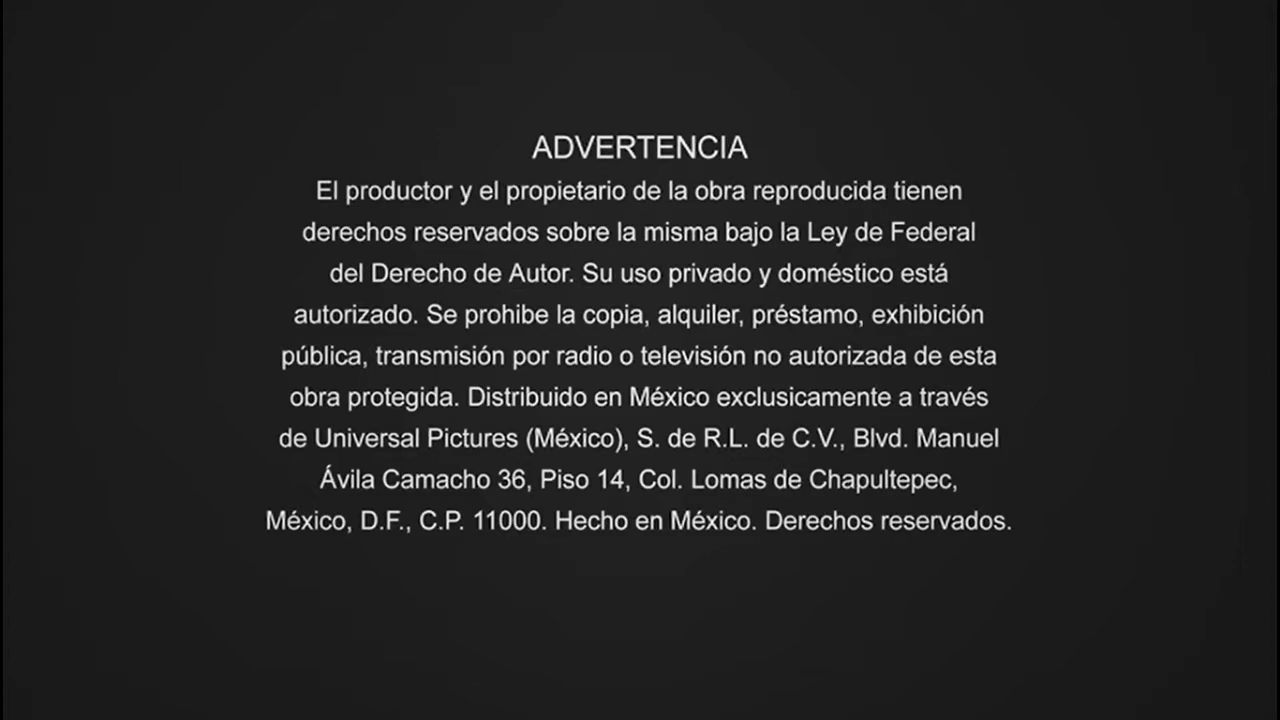 ADVERTENCIA
El productor y el propietario de la obra reproducida tienen
derechos reservados sobre la misma bajo la Ley de Federal
del Derecho de Autor. Su uso privado y doméstico está
autorizado. Se prohibe la copia, alquiler, préstamo, exhibición
pública, transmisión por radio o televisión no autorizada de esta
obra protegida. Distribuido en México exclusicamente a través
de Universal Pictures (México), S. de R.L. de C.V., Blvd. Manuel
Ávila Camacho 36, Piso 14, Col. Lomas de Chapultepec,
México, D.F., C.P. 11000. Hecho en México. Derechos reservados.